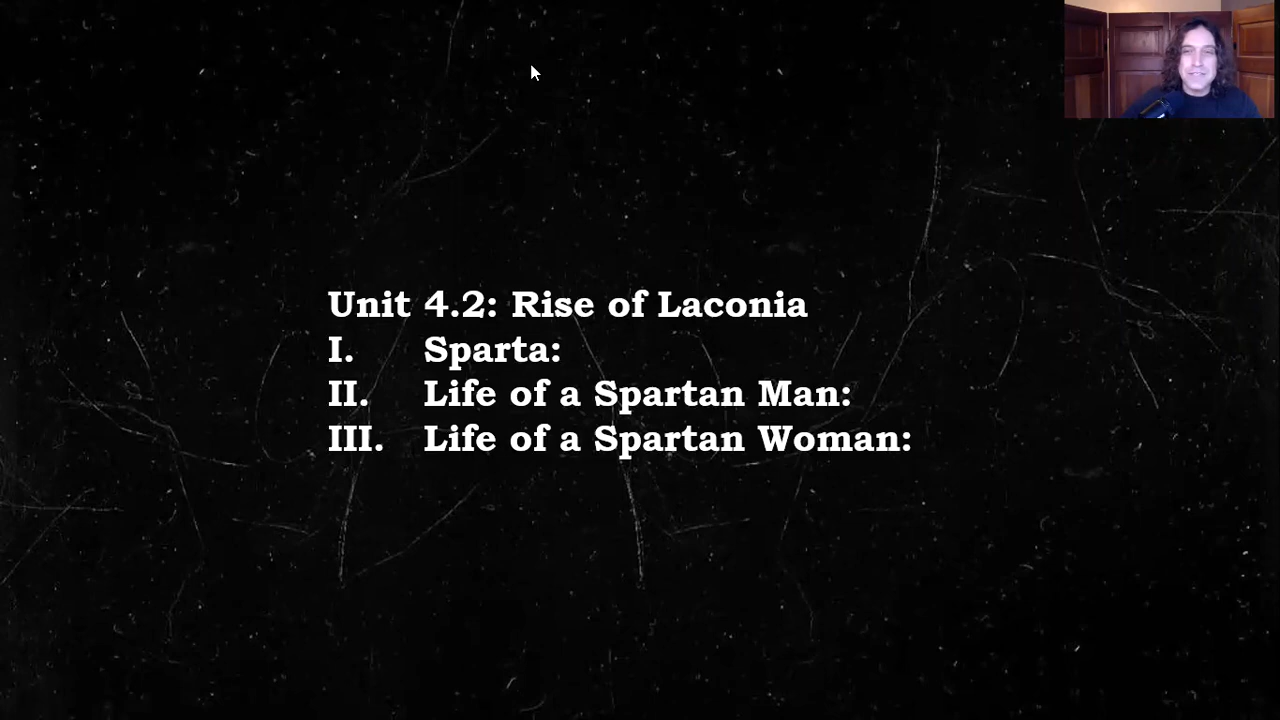 Unit 4.2: Rise of Laconia
I. Sparta:
II. Life of a Spartan Man:
III. Life of a Spartan Woman: